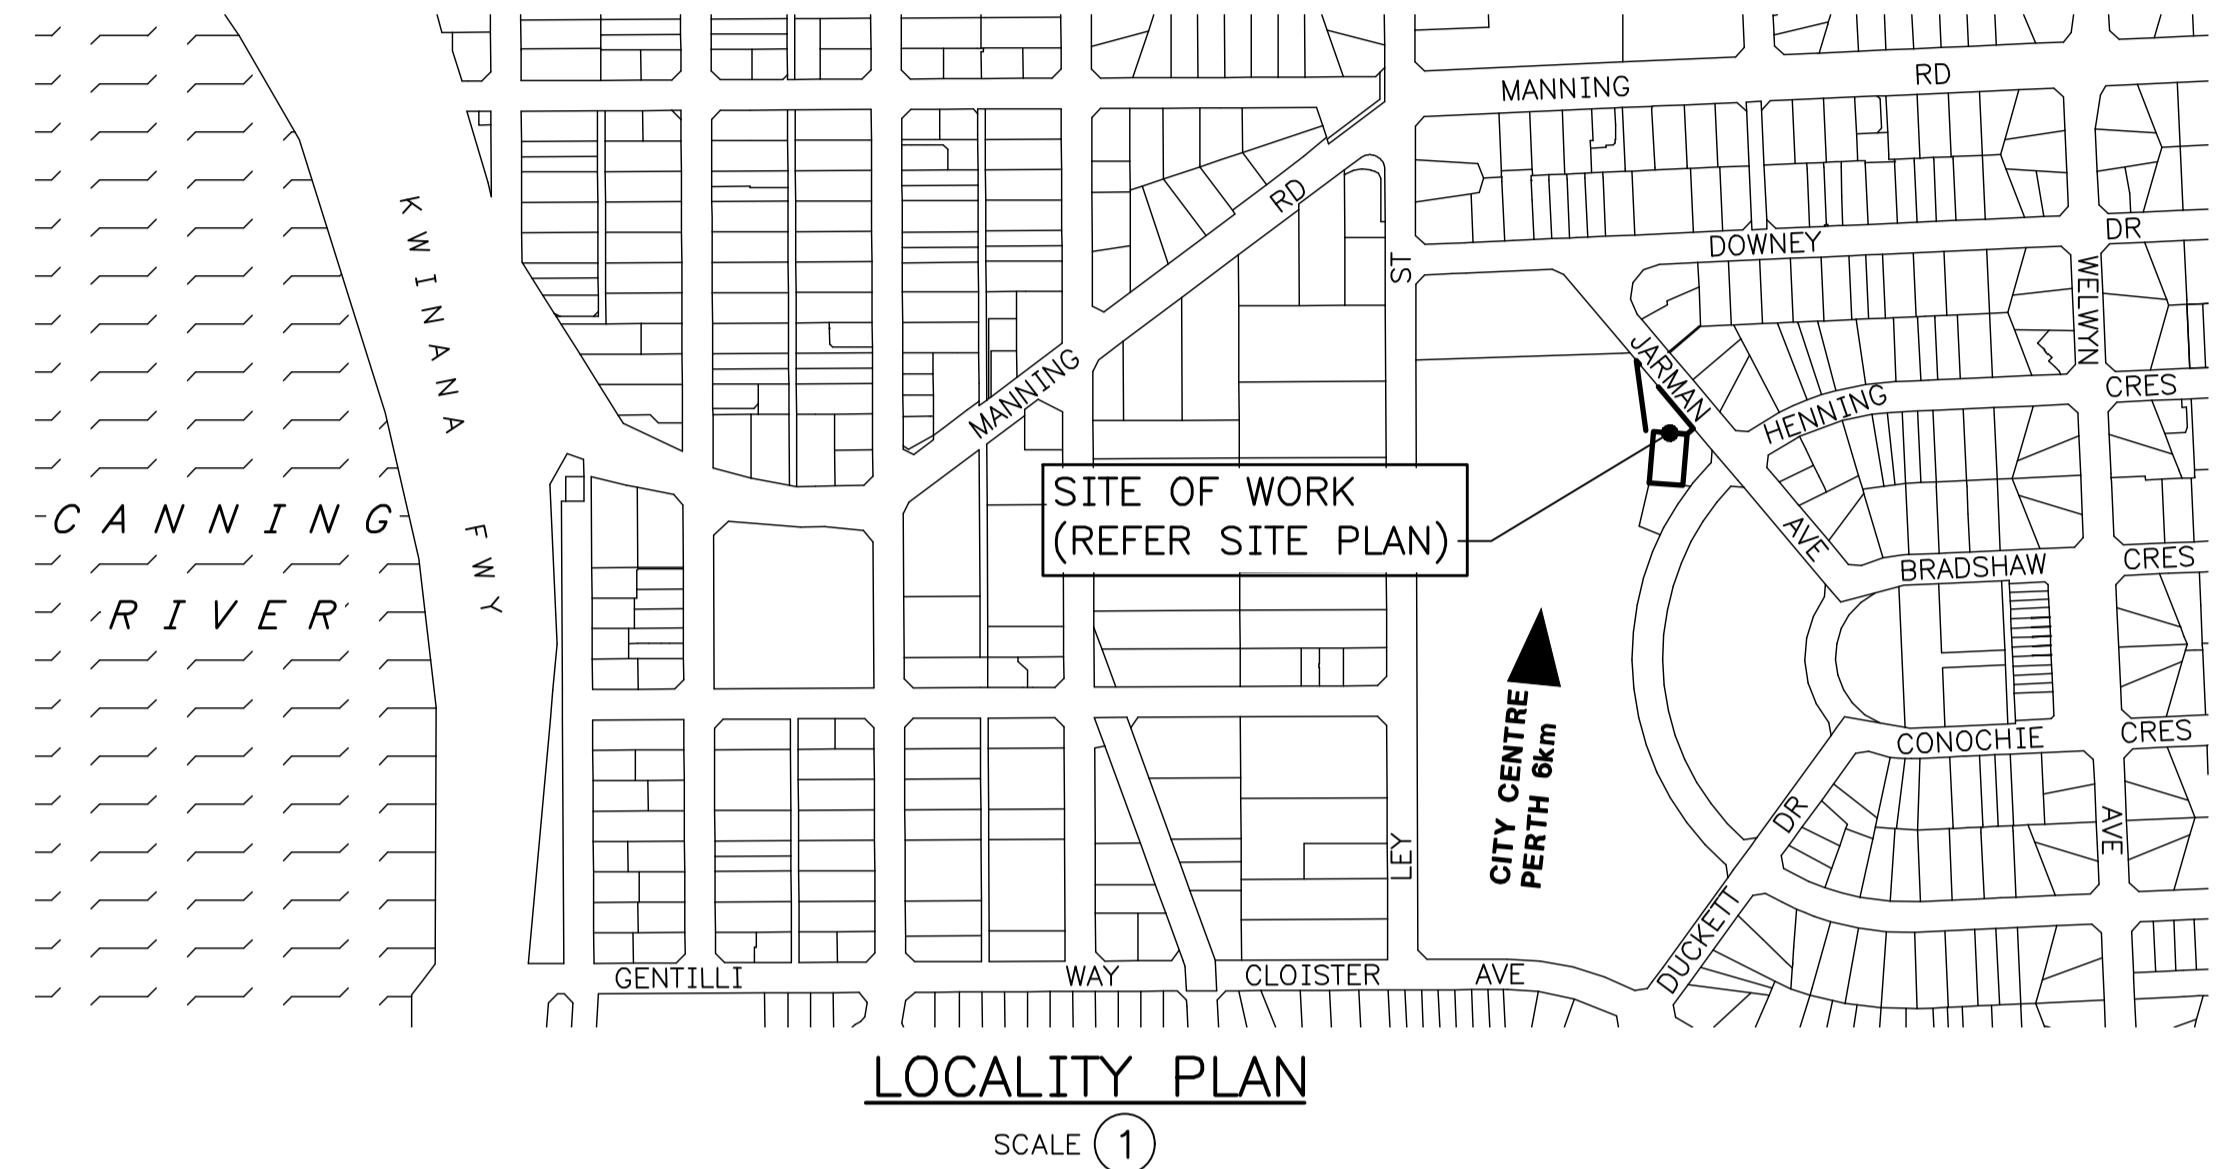 MANNING RD
KWINANA FWY
RD
DOWNEY DR
ST
WELWYN
JARMAN
MANNING
HENNING CRES
SITE OF WORK
(REFER SITE PLAN)
CANNING
RIVER
AVE
BRADSHAW CRES
CITY CENTRE
PERTH 6km
CONOCHIE CRES
DR
AVE
LEY
DUCKETT
GENTILLI WAY CLOISTER AVE
LOCALITY PLAN
SCALE 1